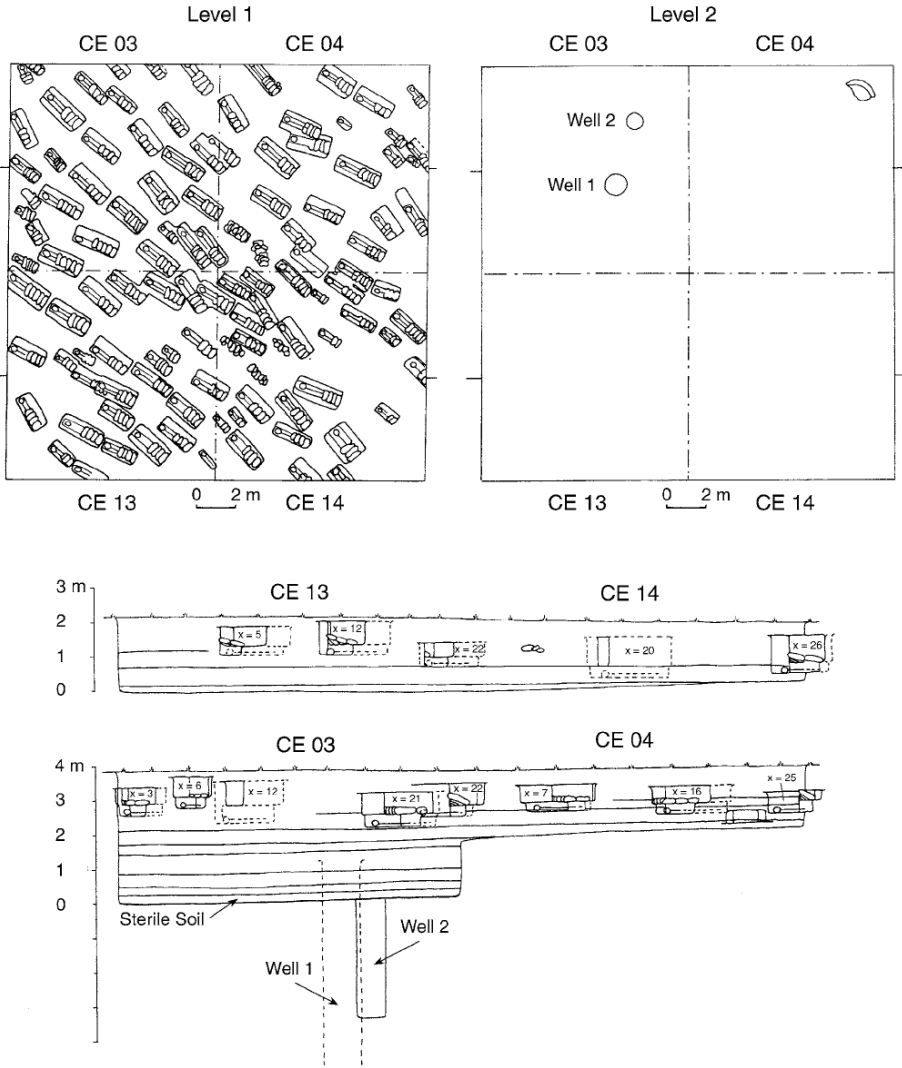 Level 1
Level 2
CE 03
CE 04
CE 03
CE 04
Well 2
Well 1
CE 13
0 2 m
CE 14
CE 13
0 2 m
CE 14
3 m
CE 13
CE 14
2
x = 5
x = 12
x = 22
x = 20
x = 26
1
0
CE 03
CE 04
4 m
x = 3
x = 6
x = 12
x = 21
x = 22
x = 7
x = 16
x = 25
3
2
1
0
Sterile Soil
Well 2
Well 1